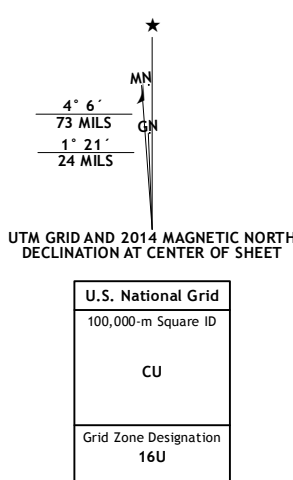 ★
MN
4° 6´
73 MILS
GN
1° 21´
24 MILS
UTM GRID AND 2014 MAGNETIC NORTH
DECLINATION AT CENTER OF SHEET
U.S. National Grid
100,000-m Square ID
CU
Grid Zone Designation
16U